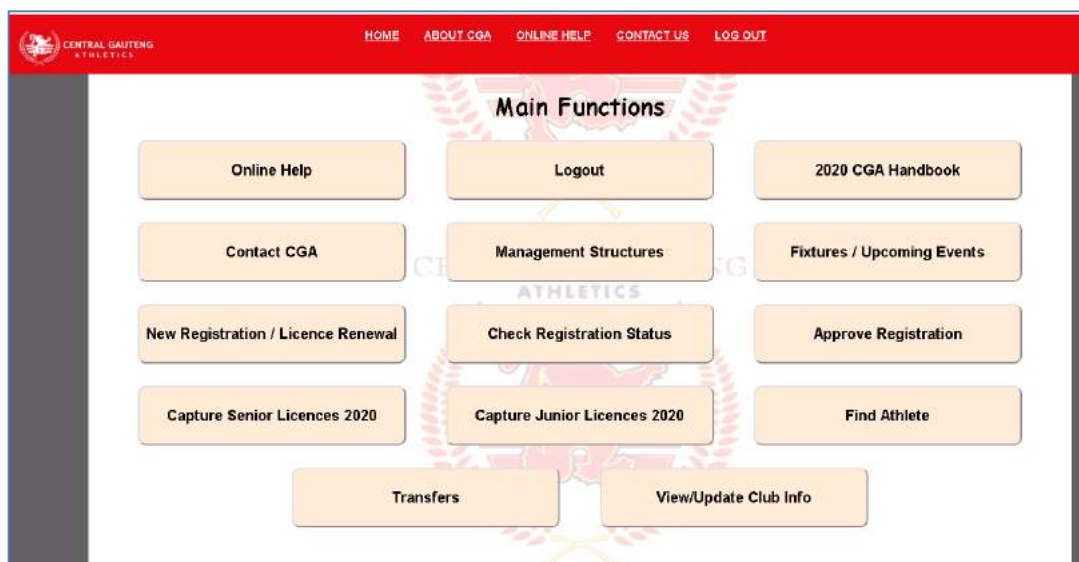 CENTRAL GAUTENG
ATHLETICS
HOME ABOUT CGA ONLINE HELP CONTACT US LOG OUT
Main Functions
Online Help Logout 2020 CGA Handbook
Contact CGA Management Structures Fixtures / Upcoming Events
ATHLETICS
New Registration / Licence Renewal Check Registration Status Approve Registration
Capture Senior Licences 2020 Capture Junior Licences 2020 Find Athlete
Transfers View/Update Club Info